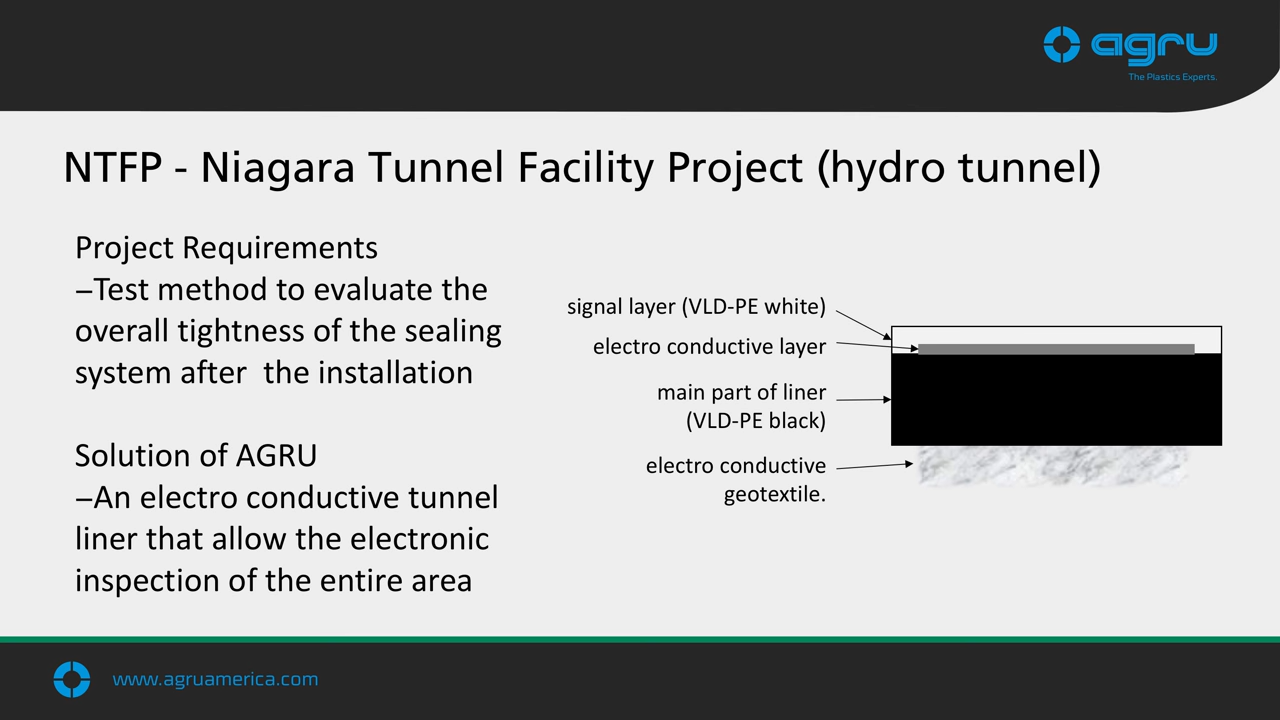 agru
The Plastics Experts.
NTFP - Niagara Tunnel Facility Project (hydro tunnel)
Project Requirements
–Test method to evaluate the
overall tightness of the sealing
system after  the installation
Solution of AGRU
–An electro conductive tunnel
liner that allow the electronic
inspection of the entire area
signal layer (VLD-PE white)
electro conductive layer
main part of liner
(VLD-PE black)
electro conductive
geotextile.
www.agruamerica.com